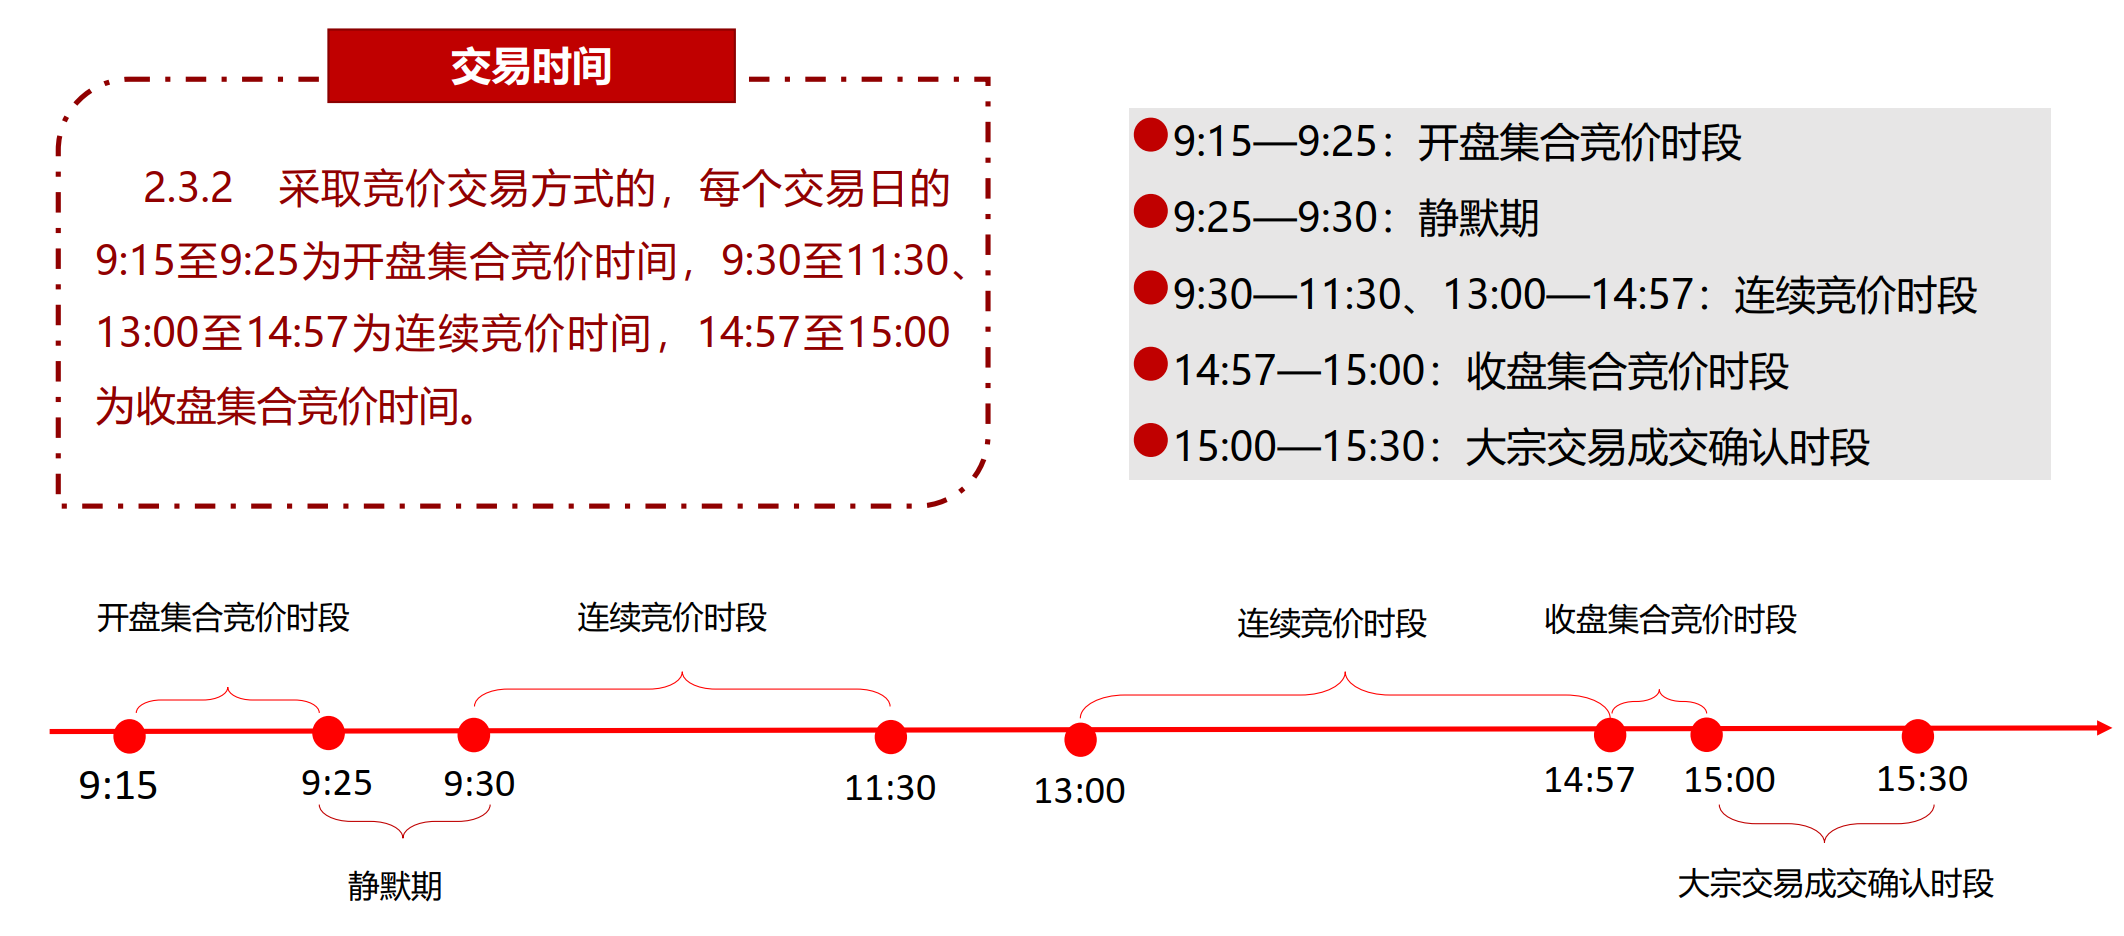 交易时间
2.3.2 采取竞价交易方式的，每个交易日的
9:15至9:25为开盘集合竞价时间，9:30至11:30、
13:00至14:57为连续竞价时间，14:57至15:00
为收盘集合竞价时间。
9:15—9:25：开盘集合竞价时段
9:25—9:30：静默期
9:30—11:30、13:00—14:57：连续竞价时段
14:57—15:00：收盘集合竞价时段
15:00—15:30：大宗交易成交确认时段
开盘集合竞价时段
连续竞价时段
连续竞价时段
收盘集合竞价时段
9:15
9:25
9:30
11:30
13:00
14:57
15:00
15:30
静默期
大宗交易成交确认时段